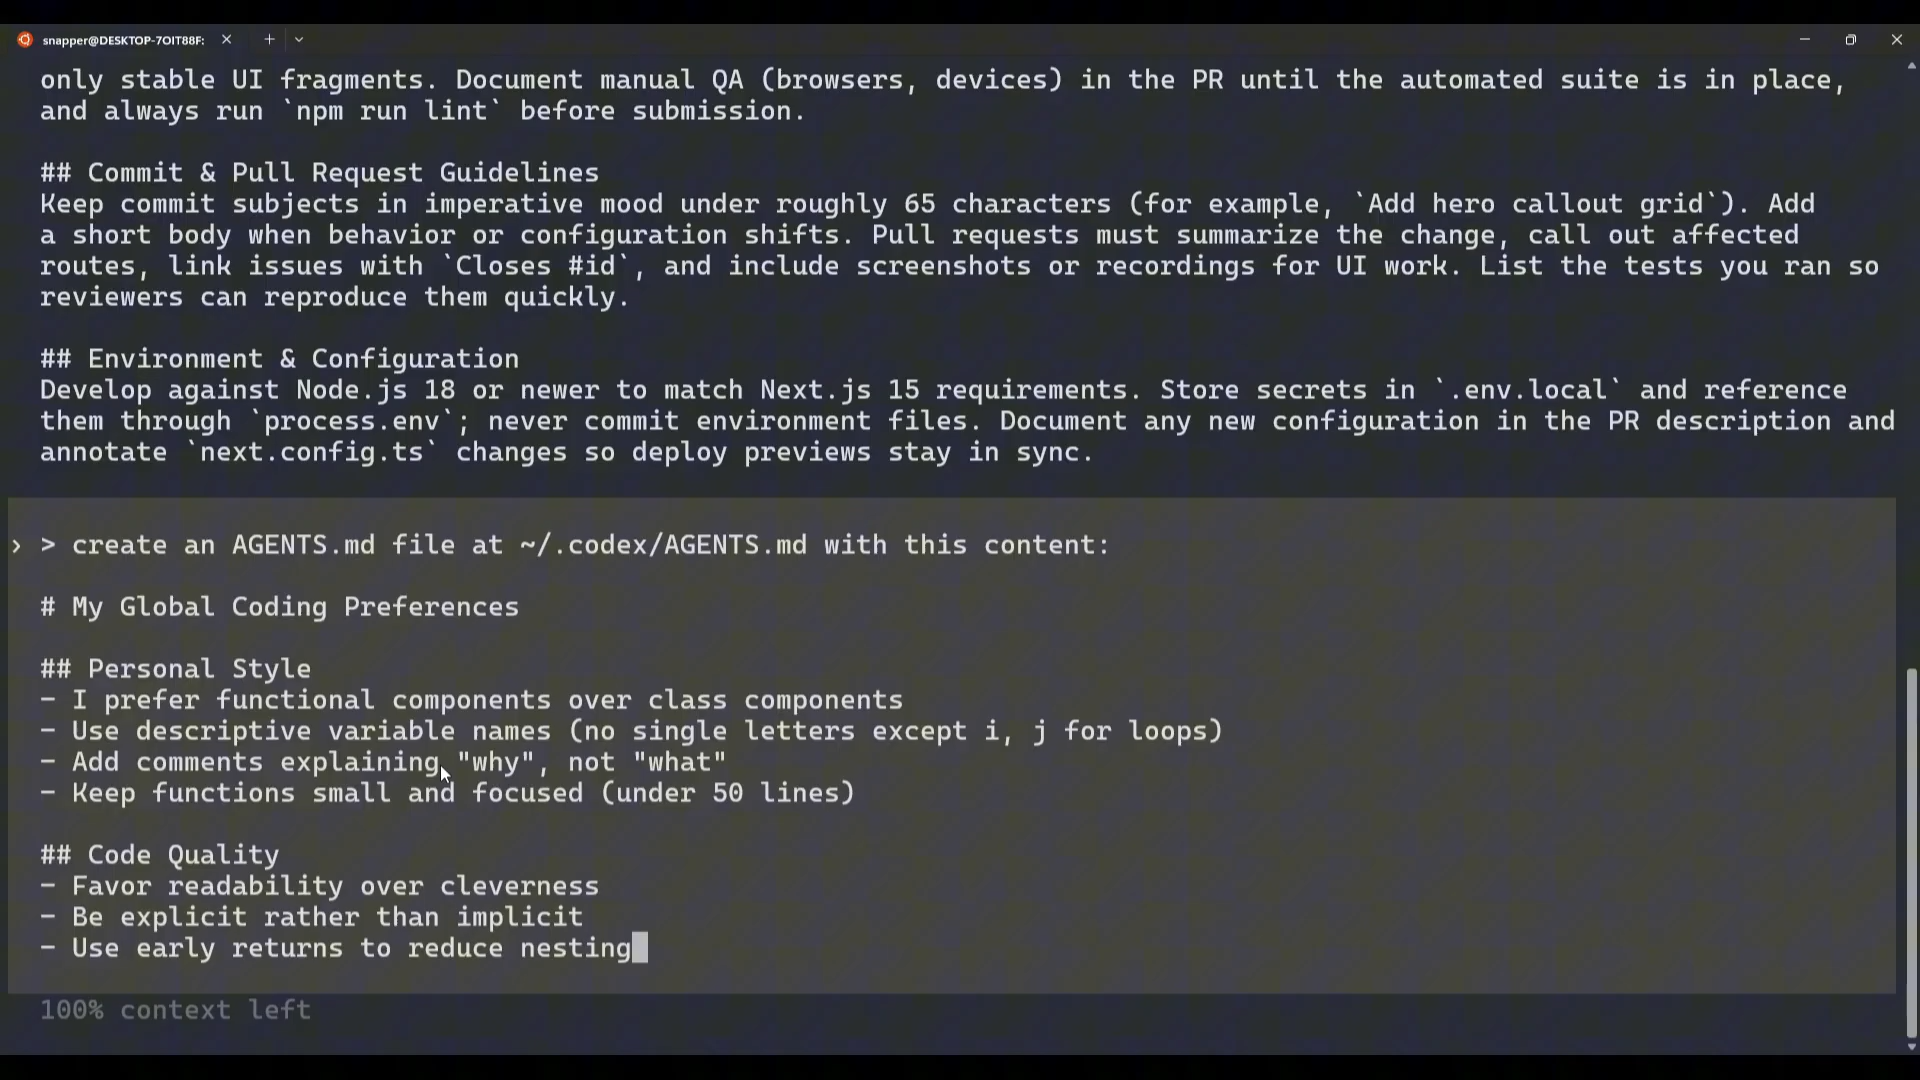 snapper@DESKTOP-7OIT88F:
only stable UI fragments. Document manual QA (browsers, devices) in the PR until the automated suite is in place,
and always run `npm run lint` before submission.
## Commit & Pull Request Guidelines
Keep commit subjects in imperative mood under roughly 65 characters (for example, `Add hero callout grid`). Add
a short body when behavior or configuration shifts. Pull requests must summarize the change, call out affected
routes, link issues with `Closes #id`, and include screenshots or recordings for UI work. List the tests you ran so
reviewers can reproduce them quickly.
## Environment & Configuration
Develop against Node.js 18 or newer to match Next.js 15 requirements. Store secrets in `.env.local` and reference
them through `process.env`; never commit environment files. Document any new configuration in the PR description and
annotate `next.config.ts` changes so deploy previews stay in sync.
› > create an AGENTS.md file at ~/.codex/AGENTS.md with this content:
# My Global Coding Preferences
## Personal Style
- I prefer functional components over class components
- Use descriptive variable names (no single letters except i, j for loops)
- Add comments explaining "why", not "what"
- Keep functions small and focused (under 50 lines)
## Code Quality
- Favor readability over cleverness
- Be explicit rather than implicit
- Use early returns to reduce nesting
100% context left